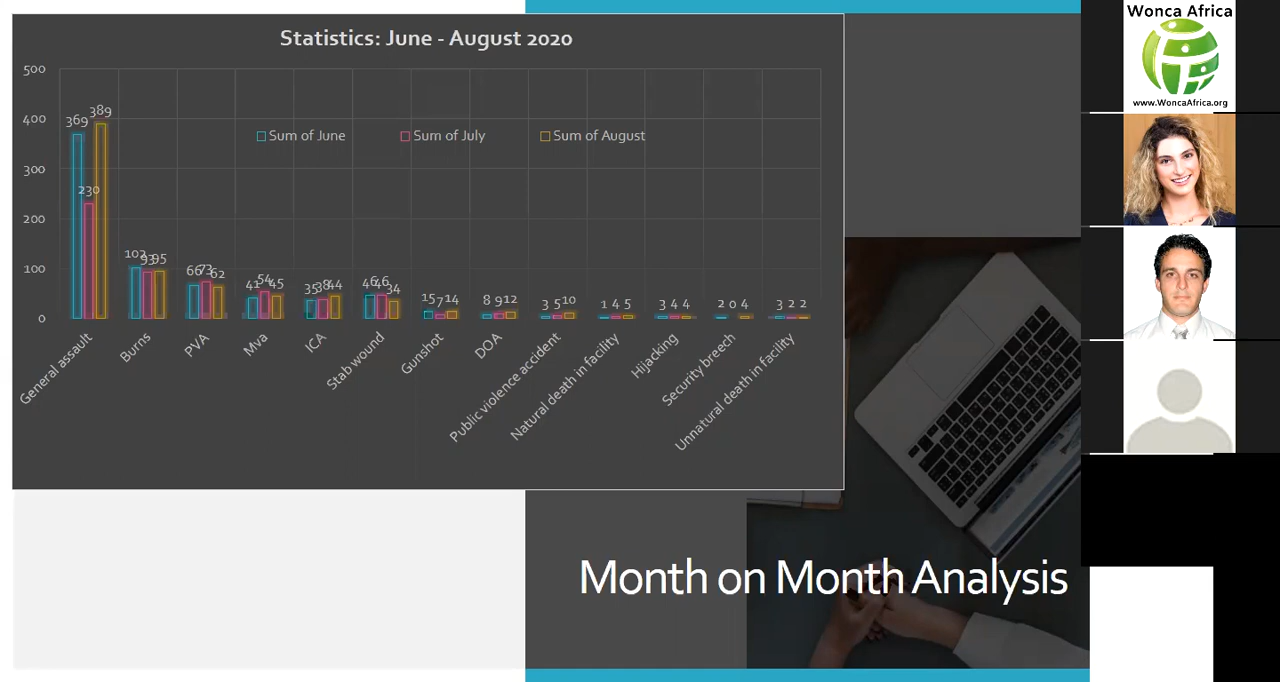 Statistics: June - August 2020
500
400
300
200
100
0
Sum of June
Sum of July
Sum of August
369 230 389
102 93 95
66 73 62
41 54 45
35 38 44
46 46 34
15 7 14
8 9 12
3 5 10
1 4 5
3 4 4
2 0 4
3 2 2
General assault
Burns
PVA
Mva
ICA
Stab wound
Gunshot
DOA
Public violence accident
Natural death in facility
Hijacking
Security breech
Unnatural death in facility
Month on Month Analysis
Wonca Africa
www.WoncaAfrica.org